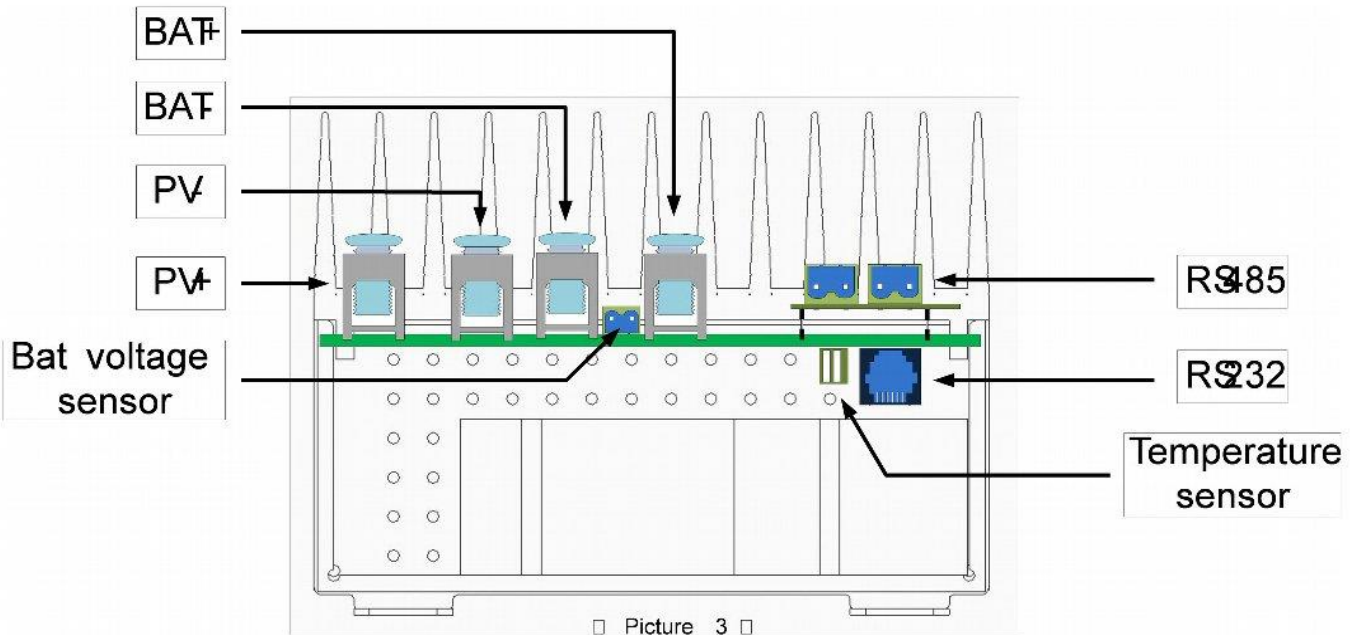 BAT+
BAT-
PV-
PV+
Bat voltage
sensor
RS485
RS232
Temperature
sensor
□ Picture 3 □